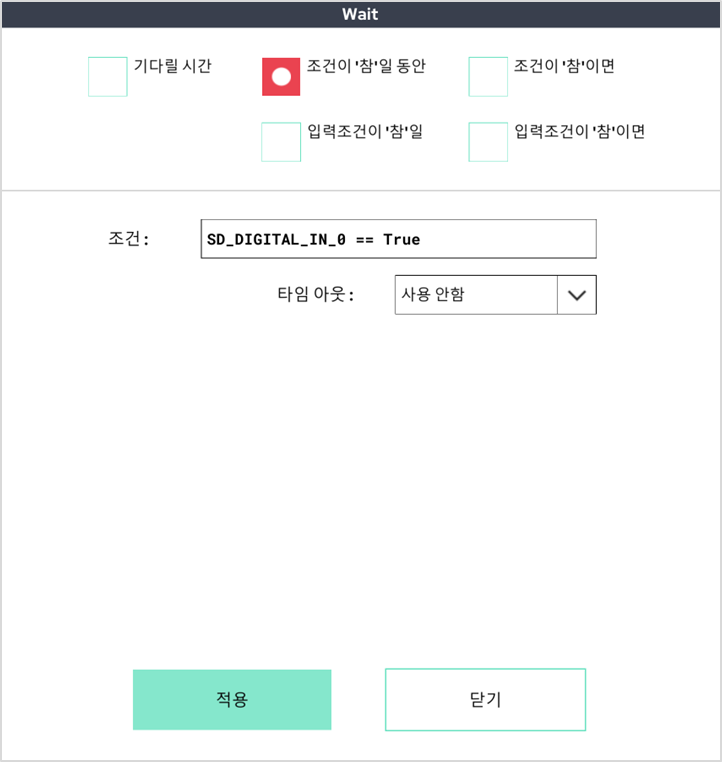 Wait
기다릴 시간
조건이 '참'일 동안
조건이 '참'이면
입력조건이 '참'일
입력조건이 '참'이면
조건:
SD_DIGITAL_IN_0 == True
타임 아웃:
사용 안함
적용
닫기